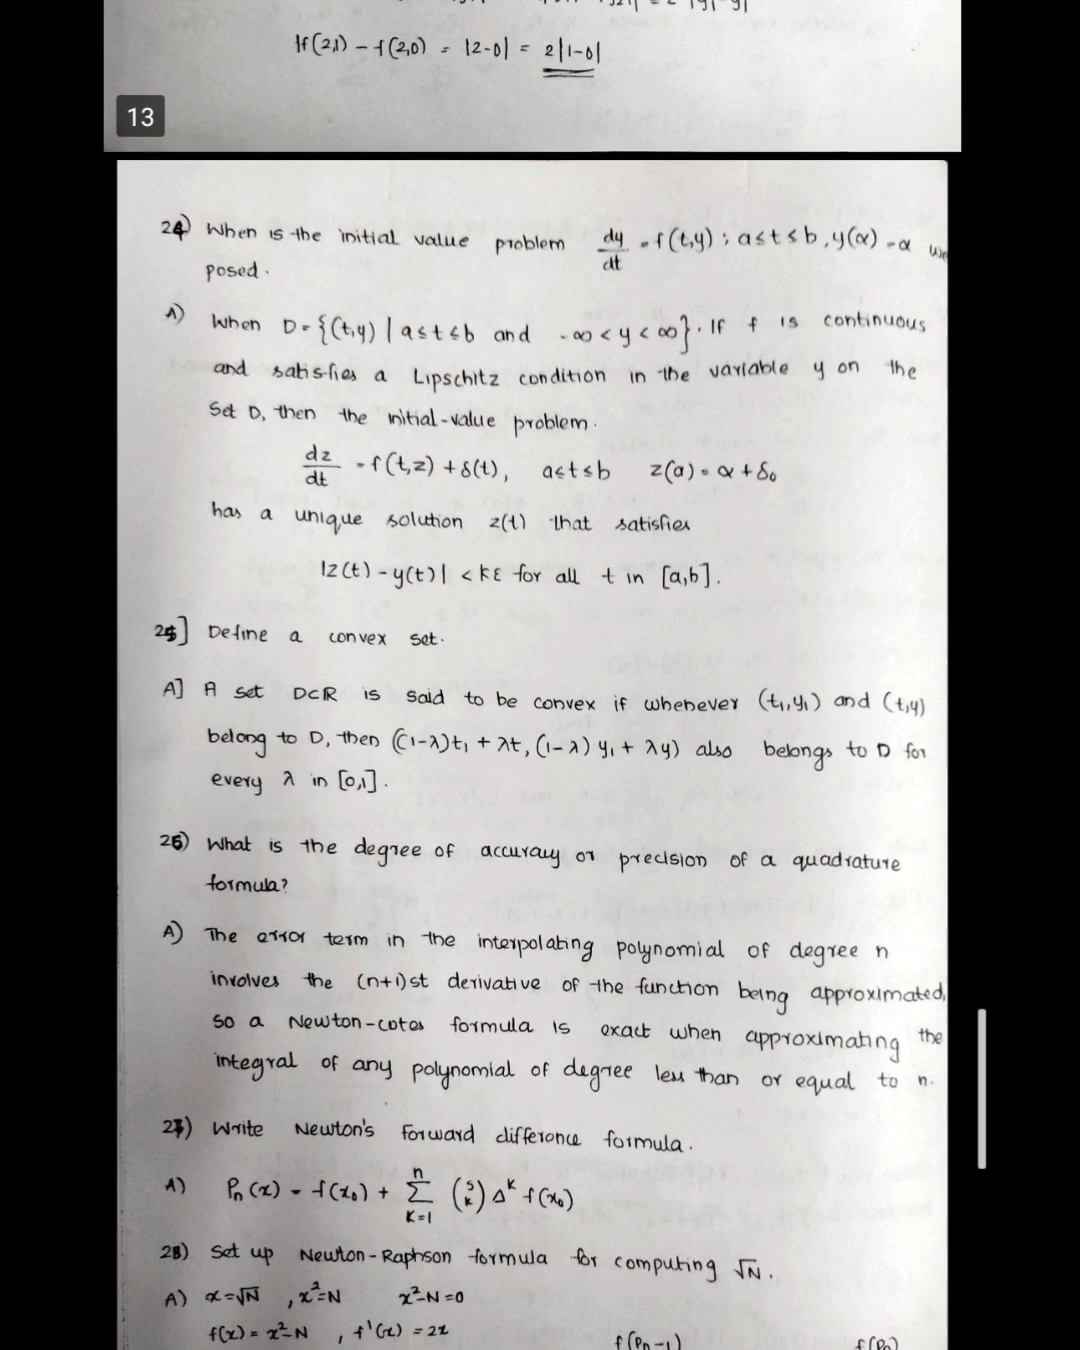 |f(2,1) - f(2,0) = |2-0| = 2|1-0|
13
24) When is the initial value problem dy/dt = f(t,y) ; a≤t≤b, y(α) = α
posed.
A) When D = {(t,y) | a≤t≤b and -∞<y<∞}. If f is continuous
and satisfies a Lipschitz condition in the variable y on the
set D, then the initial-value problem.
dz/dt = f(t,z) + δ(t), a≤t≤b z(a) = α + δ₀
has a unique solution z(t) that satisfies
|z(t) - y(t)| < kε for all t in [a,b].
25] Define a convex set.
A] A set D⊂R is said to be convex if whenever (t₁,y₁) and (t,y)
belong to D, then ((1-λ)t₁ + λt, (1-λ)y₁ + λy) also belongs to D for
every λ in [0,1].
26) What is the degree of accuracy or precision of a quadrature
formula?
A) The error term in the interpolating polynomial of degree n
involves the (n+1)st derivative of the function being approximated,
so a Newton-cotes formula is exact when approximating the
integral of any polynomial of degree less than or equal to n.
27) Write Newton's Forward difference formula.
A) Pₙ(x) = f(x₀) + Σ_{k=1}^{n} (s k) Δᵏ f(x₀)
28) Set up Newton-Raphson formula for computing √N.
A) x=√N , x²=N x²-N=0
f(x) = x²-N , f'(x) = 2x
f(Pn-1) f(Pn)